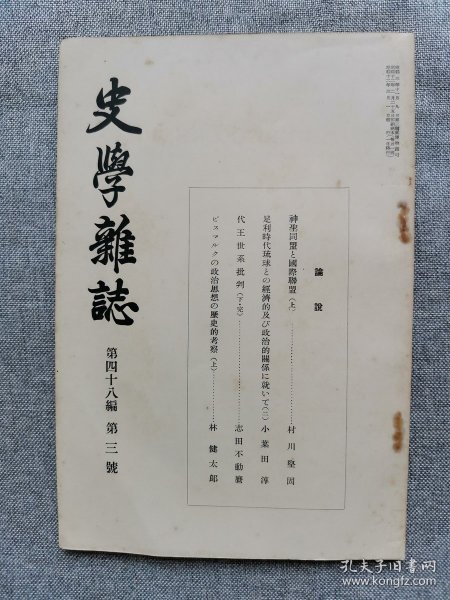 史學雜誌
第四十八編 第三號
論說
神聖同盟と國際聯盟(上)……………村川堅固
足利時代琉球との經濟的及び政治的關係に就いて(二)……小葉田淳
代王世系批判(下・完)……………志田不動麿
ビスマルクの政治思想の歷史的考察(上)…………林健太郎
孔夫子旧书网
www.kongfz.com